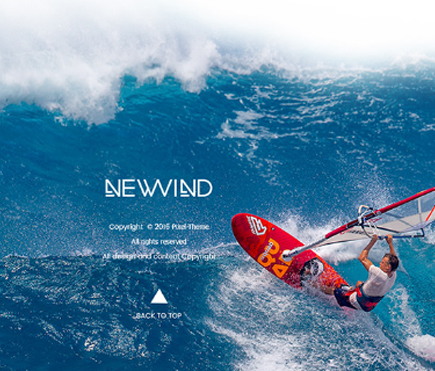 NEWIND
Copyright © 2016 Pixel-Theme
All rights reserved
All design and content Copyright
BACK TO TOP